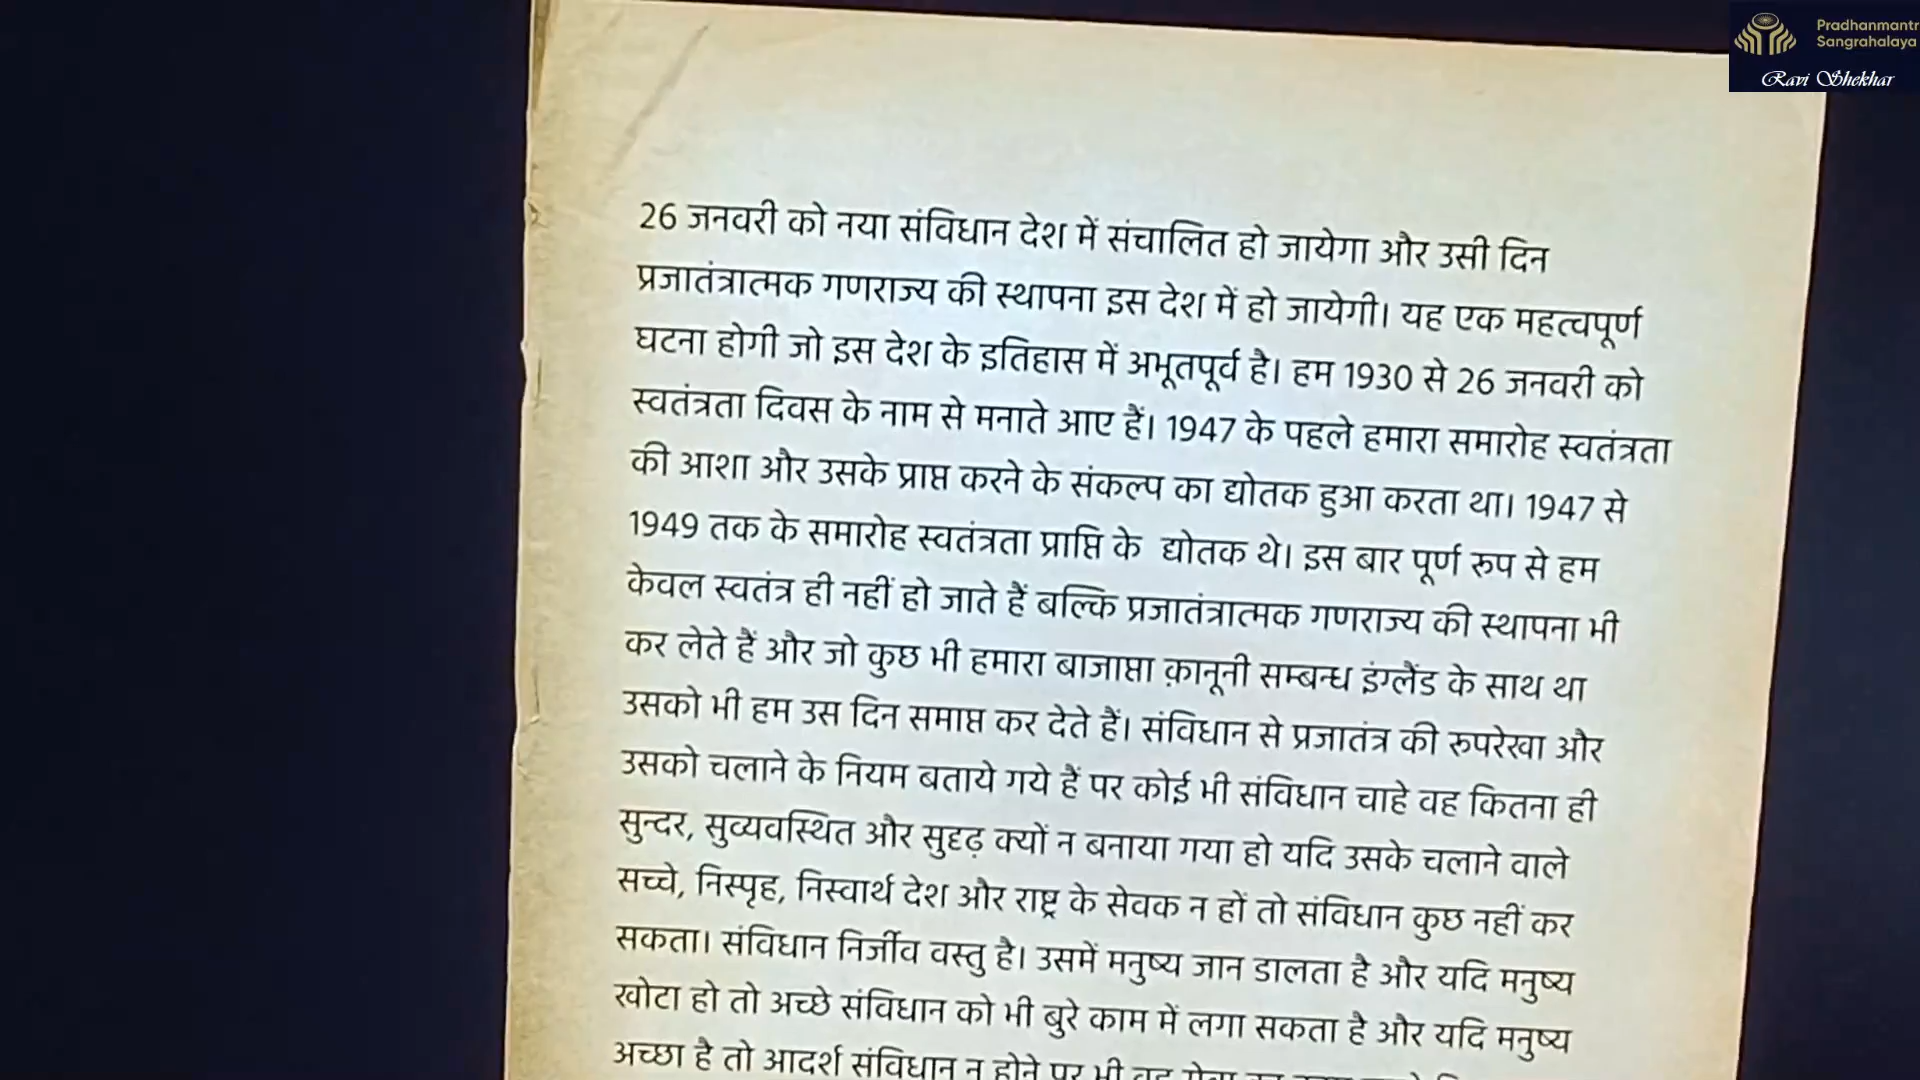 Pradhanmantr
Sangrahalaya
Ravi Shekhar
26 जनवरी को नया संविधान देश में संचालित हो जायेगा और उसी दिन
प्रजातंत्रात्मक गणराज्य की स्थापना इस देश में हो जायेगी। यह एक महत्वपूर्ण
घटना होगी जो इस देश के इतिहास में अभूतपूर्व है। हम 1930 से 26 जनवरी को
स्वतंत्रता दिवस के नाम से मनाते आए हैं। 1947 के पहले हमारा समारोह स्वतंत्रता
की आशा और उसके प्राप्त करने के संकल्प का द्योतक हुआ करता था। 1947 से
1949 तक के समारोह स्वतंत्रता प्राप्ति के द्योतक थे। इस बार पूर्ण रुप से हम
केवल स्वतंत्र ही नहीं हो जाते हैं बल्कि प्रजातंत्रात्मक गणराज्य की स्थापना भी
कर लेते हैं और जो कुछ भी हमारा बाजाप्ता क़ानूनी सम्बन्ध इंग्लैंड के साथ था
उसको भी हम उस दिन समाप्त कर देते हैं। संविधान से प्रजातंत्र की रुपरेखा और
उसको चलाने के नियम बताये गये हैं पर कोई भी संविधान चाहे वह कितना ही
सुन्दर, सुव्यवस्थित और सुदृढ़ क्यों न बनाया गया हो यदि उसके चलाने वाले
सच्चे, निस्पृह, निस्वार्थ देश और राष्ट्र के सेवक न हों तो संविधान कुछ नहीं कर
सकता। संविधान निर्जीव वस्तु है। उसमें मनुष्य जान डालता है और यदि मनुष्य
खोटा हो तो अच्छे संविधान को भी बुरे काम में लगा सकता है और यदि मनुष्य
अच्छा है तो आदर्श संविधान न होने पर भी वह